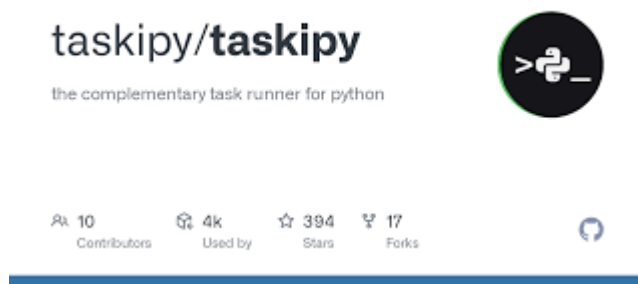 taskipy/taskipy
>_
the complementary task runner for python
10 4k 394 17
Contributors Used by Stars Forks